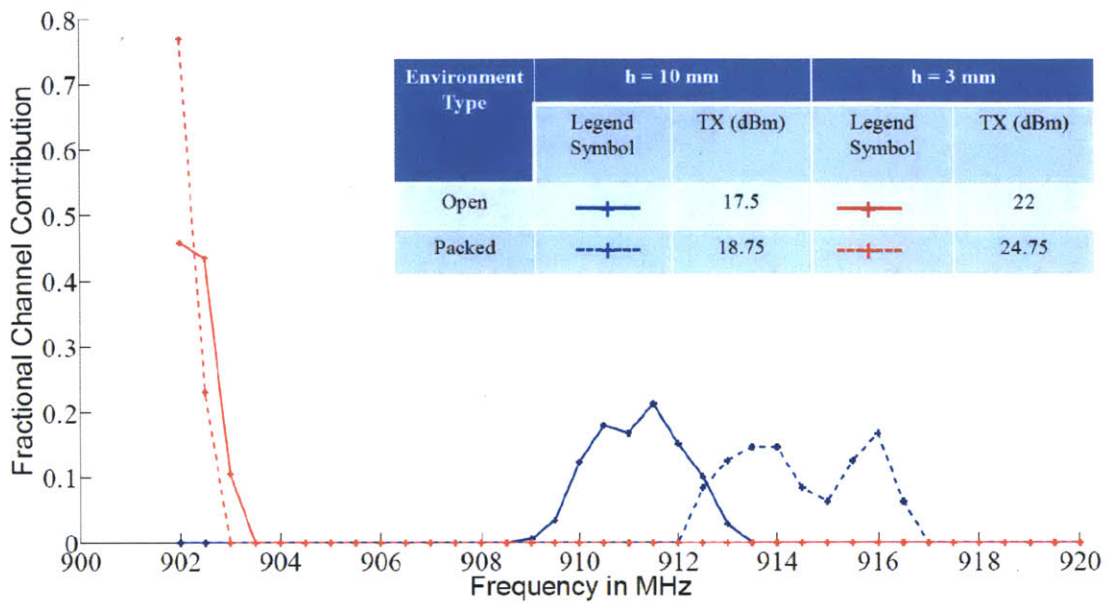 Fractional Channel Contribution
0.8
0.7
0.6
0.5
0.4
0.3
0.2
0.1
0
Environment Type
h = 10 mm
h = 3 mm
Legend Symbol
TX (dBm)
Legend Symbol
TX (dBm)
Open
17.5
22
Packed
18.75
24.75
900 902 904 906 908 910 912 914 916 918 920
Frequency in MHz